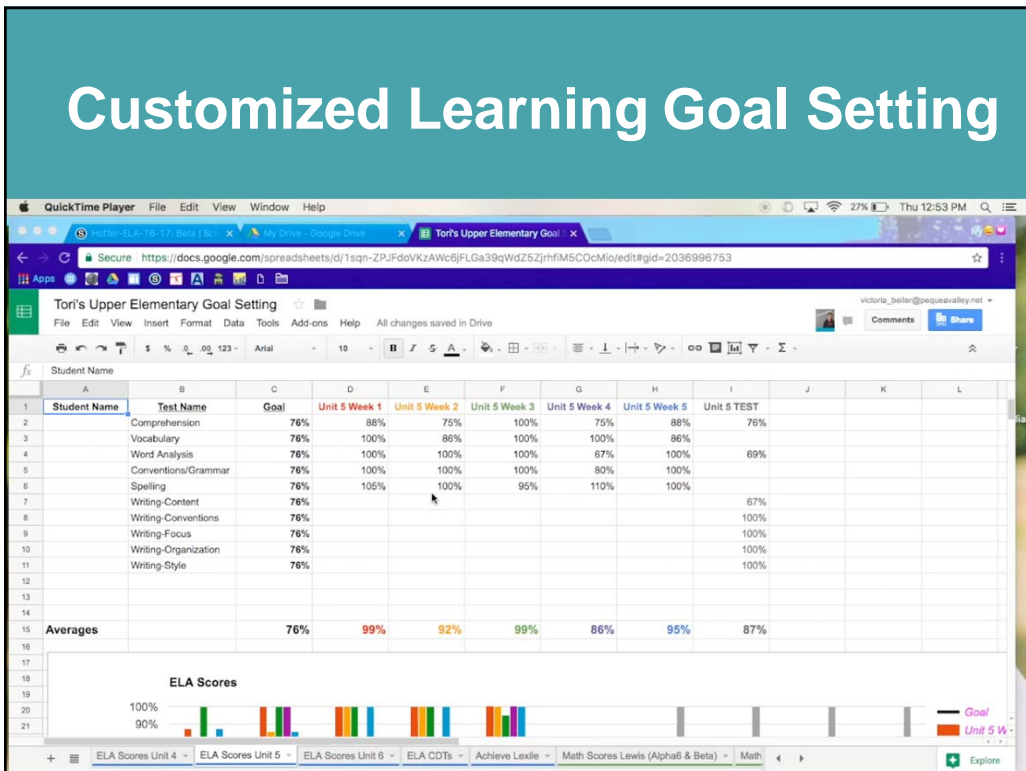 Customized Learning Goal Setting
QuickTime Player File Edit View Window Help 27% Thu 12:53 PM
Hoffer-ELA-16-17: Beta | Sc My Drive - Google Drive Tori's Upper Elementary Goal S
Secure https://docs.google.com/spreadsheets/d/1sqn-ZPJFdoVKzAWc6jFLGa39qWdZ5ZjrhfiM5COcMio/edit#gid=2036996753
Apps
Tori's Upper Elementary Goal Setting victoria_beiler@pequeavalley.net
File Edit View Insert Format Data Tools Add-ons Help All changes saved in Drive Comments Share
$ % .0_ .00_ 123 Arial 10 B I S A Σ
fx Student Name
A B C D E F G H I J K L
1 Student Name Test Name Goal Unit 5 Week 1 Unit 5 Week 2 Unit 5 Week 3 Unit 5 Week 4 Unit 5 Week 5 Unit 5 TEST
2 Comprehension 76% 88% 75% 100% 75% 88% 76%
3 Vocabulary 76% 100% 86% 100% 100% 86%
4 Word Analysis 76% 100% 100% 100% 67% 100% 69%
5 Conventions/Grammar 76% 100% 100% 100% 80% 100%
6 Spelling 76% 105% 100% 95% 110% 100%
7 Writing-Content 76% 67%
8 Writing-Conventions 76% 100%
9 Writing-Focus 76% 100%
10 Writing-Organization 76% 100%
11 Writing-Style 76% 100%
12
13
14
15 Averages 76% 99% 92% 99% 86% 95% 87%
16
17
18 ELA Scores
19
20 100% Goal
21 90% Unit 5 W
ELA Scores Unit 4 ELA Scores Unit 5 ELA Scores Unit 6 ELA CDTs Achieve Lexile Math Scores Lewis (Alpha6 & Beta) Math Explore